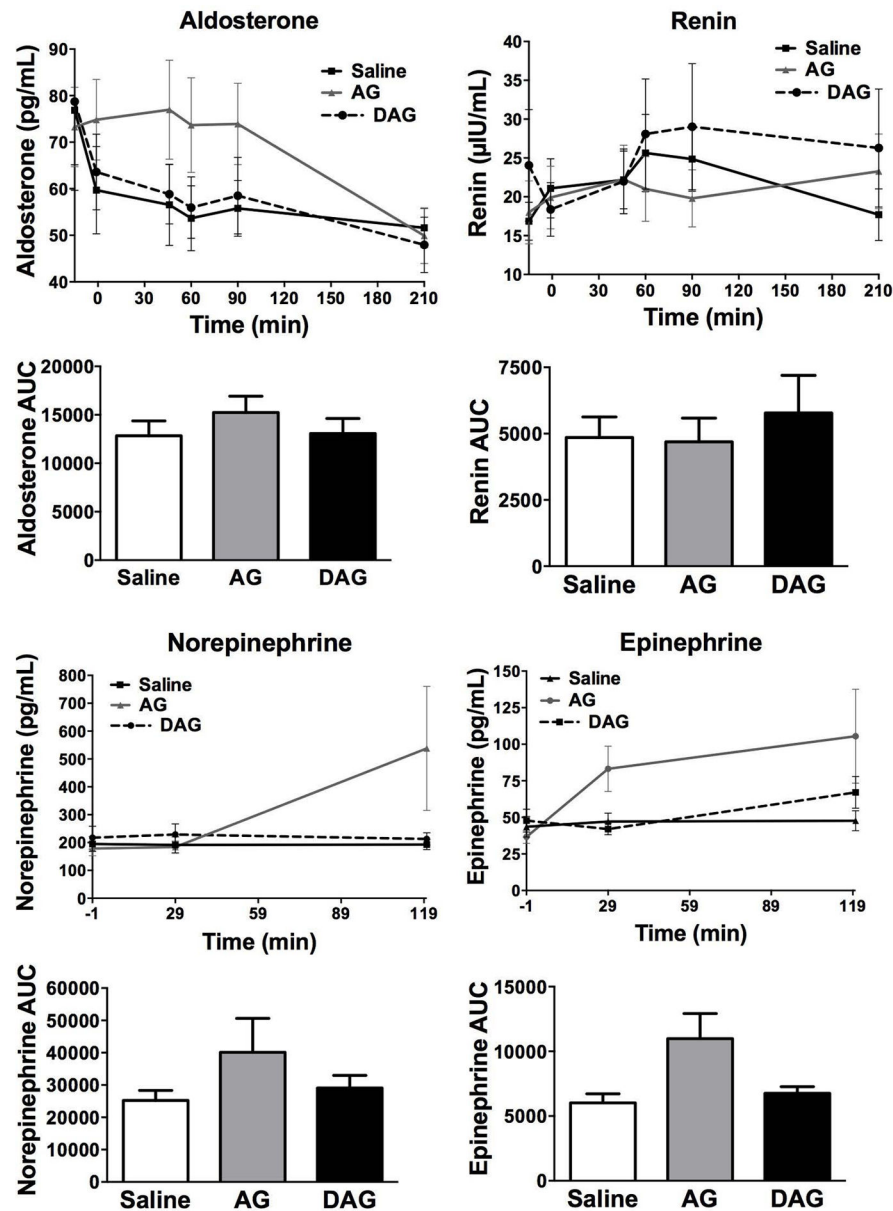 Aldosterone
Aldosterone (pg/mL)
90
80
70
60
50
40
Saline
AG
DAG
0 30 60 90 120 150 180 210
Time (min)
Renin
Renin (µIU/mL)
40
35
30
25
20
15
10
Saline
AG
DAG
0 30 60 90 120 150 180 210
Time (min)
Aldosterone AUC
20000
15000
10000
5000
0
Saline AG DAG
Renin AUC
7500
5000
2500
0
Saline AG DAG
Norepinephrine
Norepinephrine (pg/mL)
800
700
600
500
400
300
200
100
0
Saline
AG
DAG
-1 29 59 89 119
Time (min)
Epinephrine
Epinephrine (pg/mL)
150
125
100
75
50
25
0
Saline
AG
DAG
-1 29 59 89 119
Time (min)
Norepinephrine AUC
60000
50000
40000
30000
20000
10000
0
Saline AG DAG
Epinephrine AUC
15000
10000
5000
0
Saline AG DAG